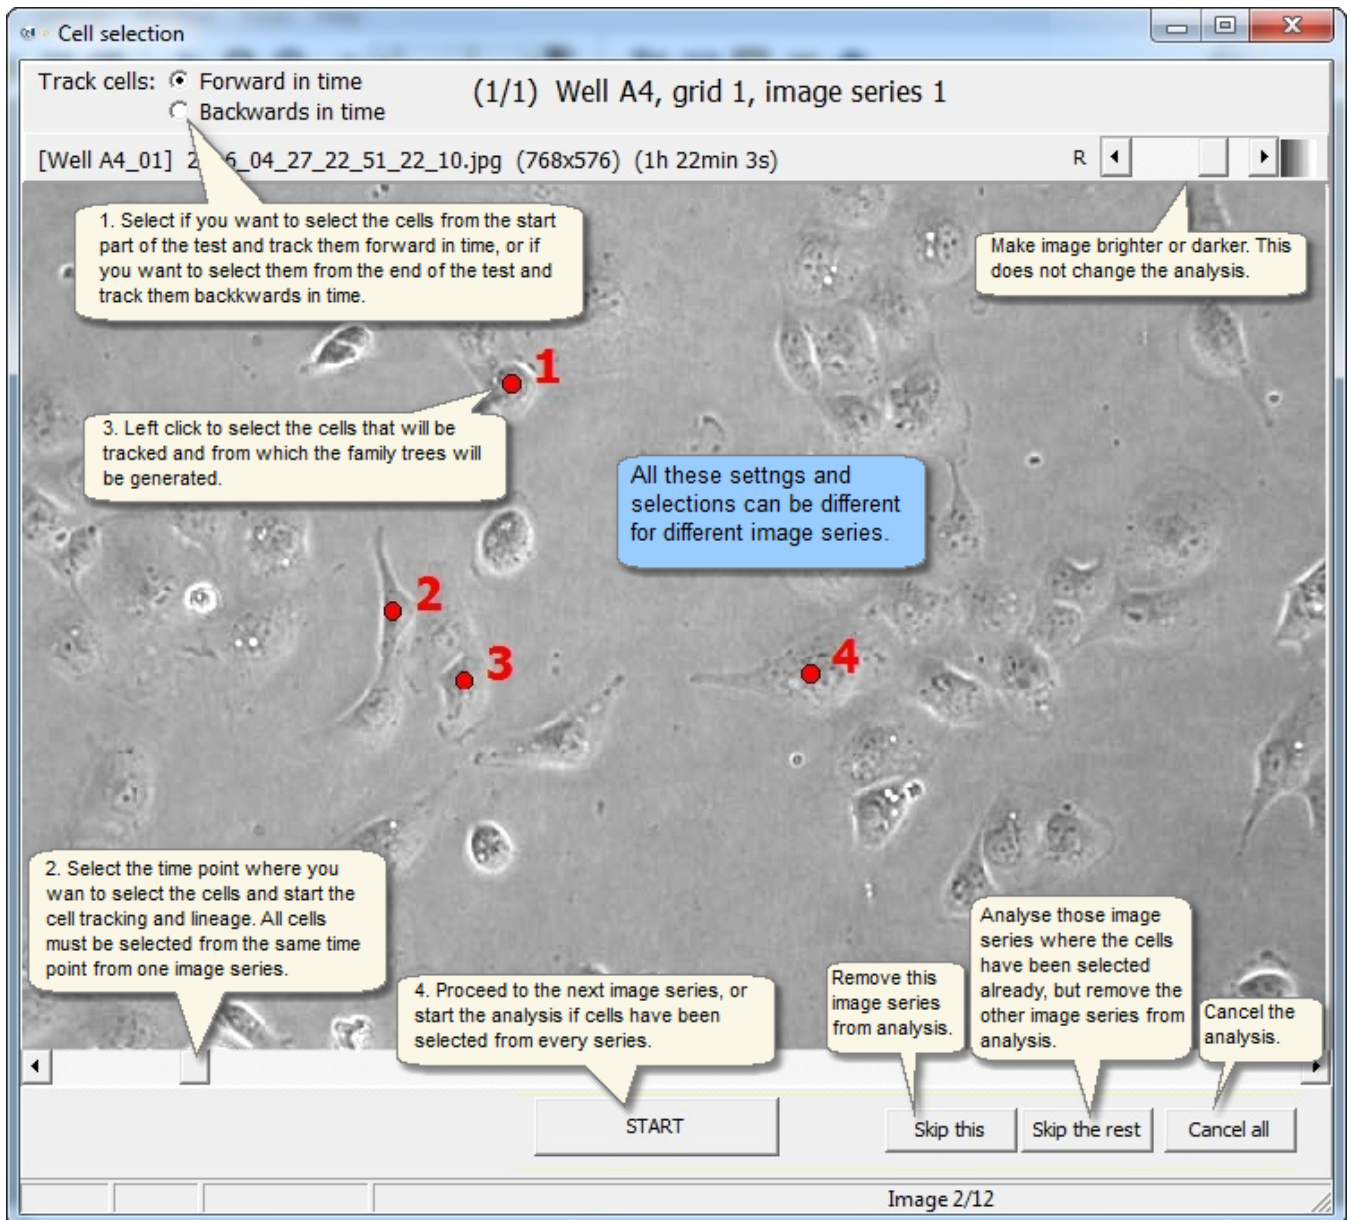 Cell selection
Track cells: Forward in time
Backwards in time
(1/1) Well A4, grid 1, image series 1
[Well A4_01] 2 6_04_27_22_51_22_10.jpg (768x576) (1h 22min 3s)
R
1. Select if you want to select the cells from the start
part of the test and track them forward in time, or if
you want to select them from the end of the test and
track them backkwards in time.
Make image brighter or darker. This
does not change the analysis.
1
3. Left click to select the cells that will be
tracked and from which the family trees will
be generated.
All these settngs and
selections can be different
for different image series.
2
3
4
2. Select the time point where you
wan to select the cells and start the
cell tracking and lineage. All cells
must be selected from the same time
point from one image series.
4. Proceed to the next image series, or
start the analysis if cells have been
selected from every series.
Remove this
image series
from analysis.
Analyse those image
series where the cells
have been selected
already, but remove the
other image series from
analysis.
Cancel the
analysis.
START
Skip this
Skip the rest
Cancel all
Image 2/12